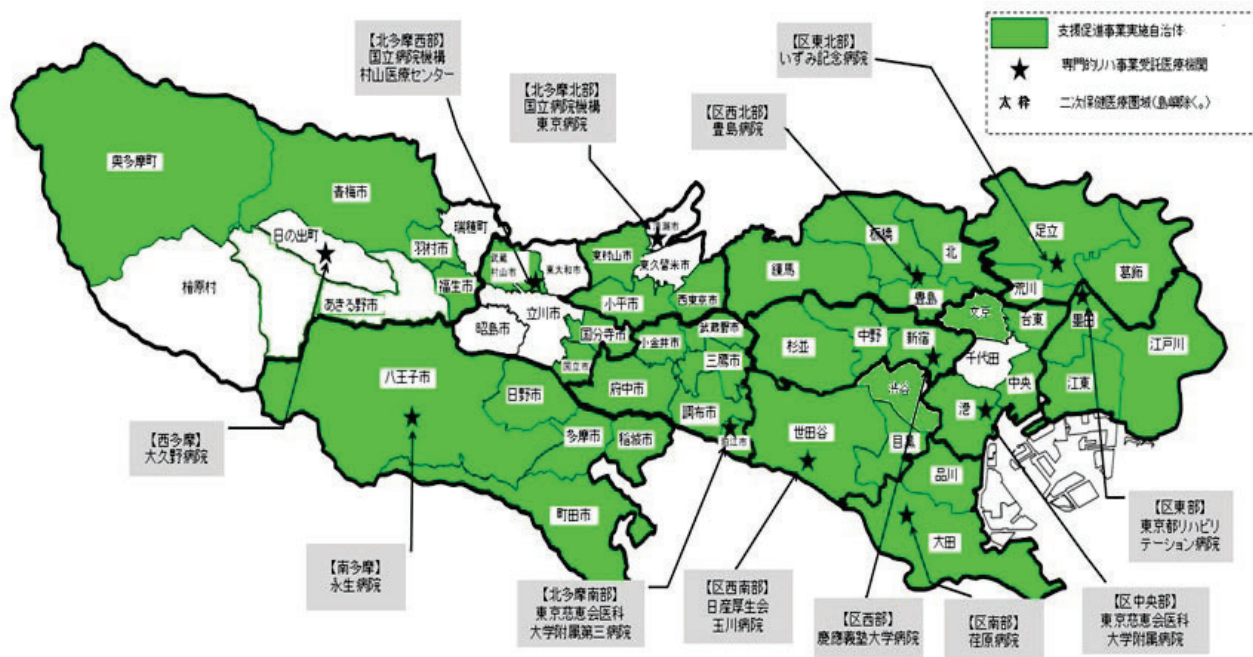 支援促進事業実施自治体
専門的リハ事業受託医療機関
太 枠
二次保健医療圏域(島嶼除く。)
【北多摩西部】
国立病院機構
村山医療センター
【北多摩北部】
国立病院機構
東京病院
【区東北部】
いずみ記念病院
【区西北部】
豊島病院
奥多摩町
青梅市
日の出町
瑞穂町
羽村市
福生市
あきる野市
檜原村
武蔵
村山市
東大和市
東村山市
清瀬市
東久留米市
小平市
西東京市
立川市
昭島市
国分寺市
国立市
小金井市
武蔵野市
三鷹市
府中市
調布市
狛江市
八王子市
日野市
多摩市
稲城市
町田市
練馬
板橋
北
豊島
足立
葛飾
荒川
文京
台東
墨田
江戸川
杉並
中野
新宿
千代田
中央
江東
渋谷
港
世田谷
目黒
品川
大田
【西多摩】
大久野病院
【南多摩】
永生病院
【北多摩南部】
東京慈恵会医科
大学附属第三病院
【区西南部】
日産厚生会
玉川病院
【区西部】
慶應義塾大学病院
【区南部】
荏原病院
【区中央部】
東京慈恵会医科
大学附属病院
【区東部】
東京都リハビリ
テーション病院